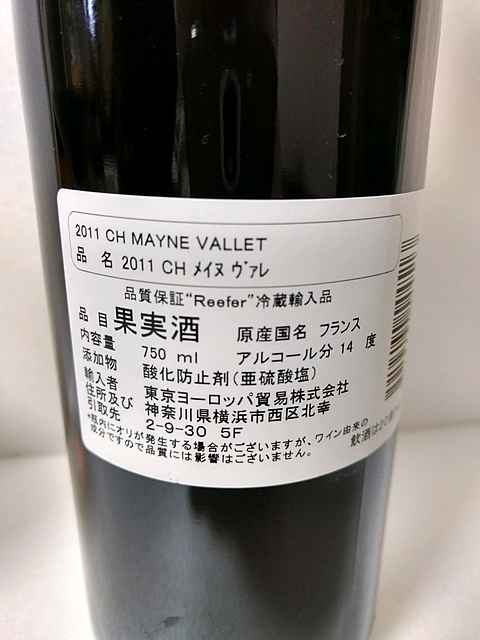 2011 CH MAYNE VALLET
品 名 2011 CH ﾒｲﾇ ｳﾞｧﾚ
品質保証“Reefer”冷蔵輸入品
品目 果実酒 原産国名 フランス
内容量 750 ml アルコール分 14 度
添加物 酸化防止剤(亜硫酸塩)
輸入者 東京ヨーロッパ貿易株式会社
住所及び 神奈川県横浜市西区北幸
引取先 2-9-30 5F
*瓶内にオリが発生する場合がございますが、ワイン由来の
成分ですので品質には影響はございません。
飲酒は20歳